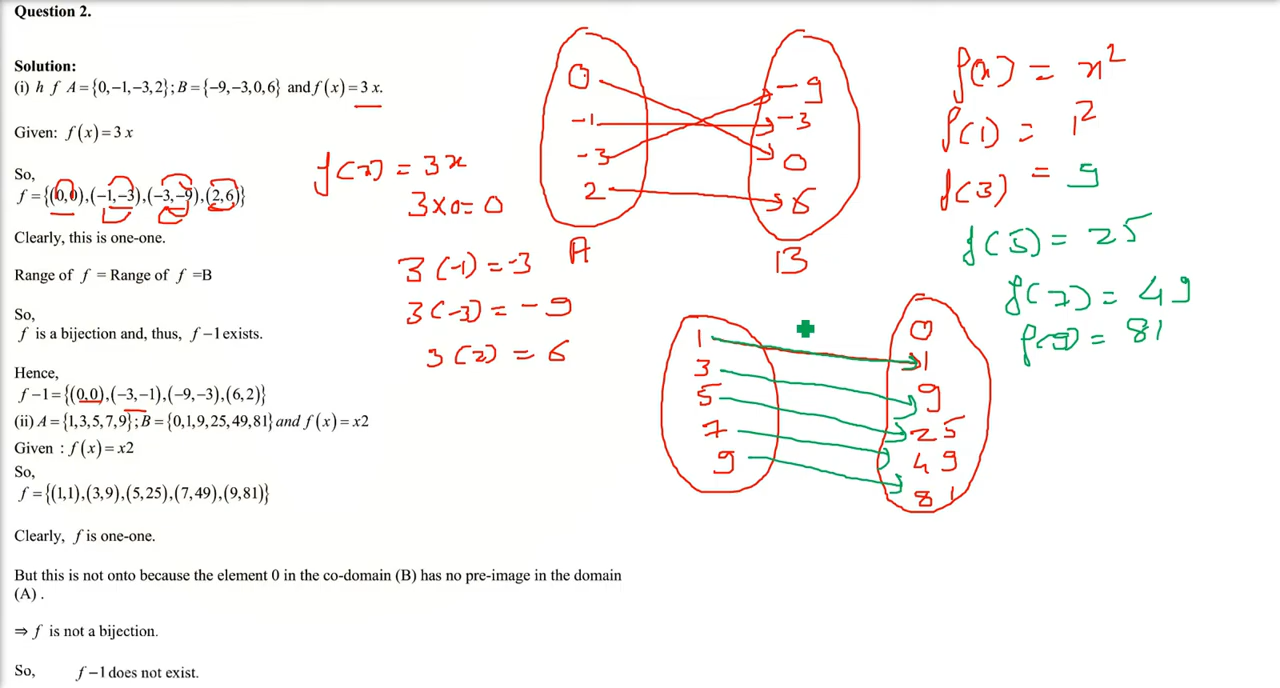 Question 2.
Solution:
(i) h f A={0,−1,−3,2};B={−9,−3,0,6} and f(x)=3 x.
Given: f(x)=3x
So,
f={(0,0),(−1,−3),(−3,−9),(2,6)}
Clearly, this is one-one.
Range of f = Range of f =B
So,
f is a bijection and, thus, f −1 exists.
Hence,
f−1={(0,0),(−3,−1),(−9,−3),(6,2)}
(ii) A={1,3,5,7,9};B={0,1,9,25,49,81} and f(x)=x2
Given : f(x)=x2
So,
f={(1,1),(3,9),(5,25),(7,49),(9,81)}
Clearly, f is one-one.
But this is not onto because the element 0 in the co-domain (B) has no pre-image in the domain
(A) .
⇒ f is not a bijection.
So, f −1 does not exist.
f(x) = 3x
3x0=0
3(-1)=-3
3(-3)=-9
3(2)=6
0
-1
-3
2
A
-9
-3
0
6
B
f(x) = x²
f(1) = 1²
f(3) = 9
f(5) = 25
f(7) = 49
f(9) = 81
1
3
5
7
9
0
1
9
25
49
81